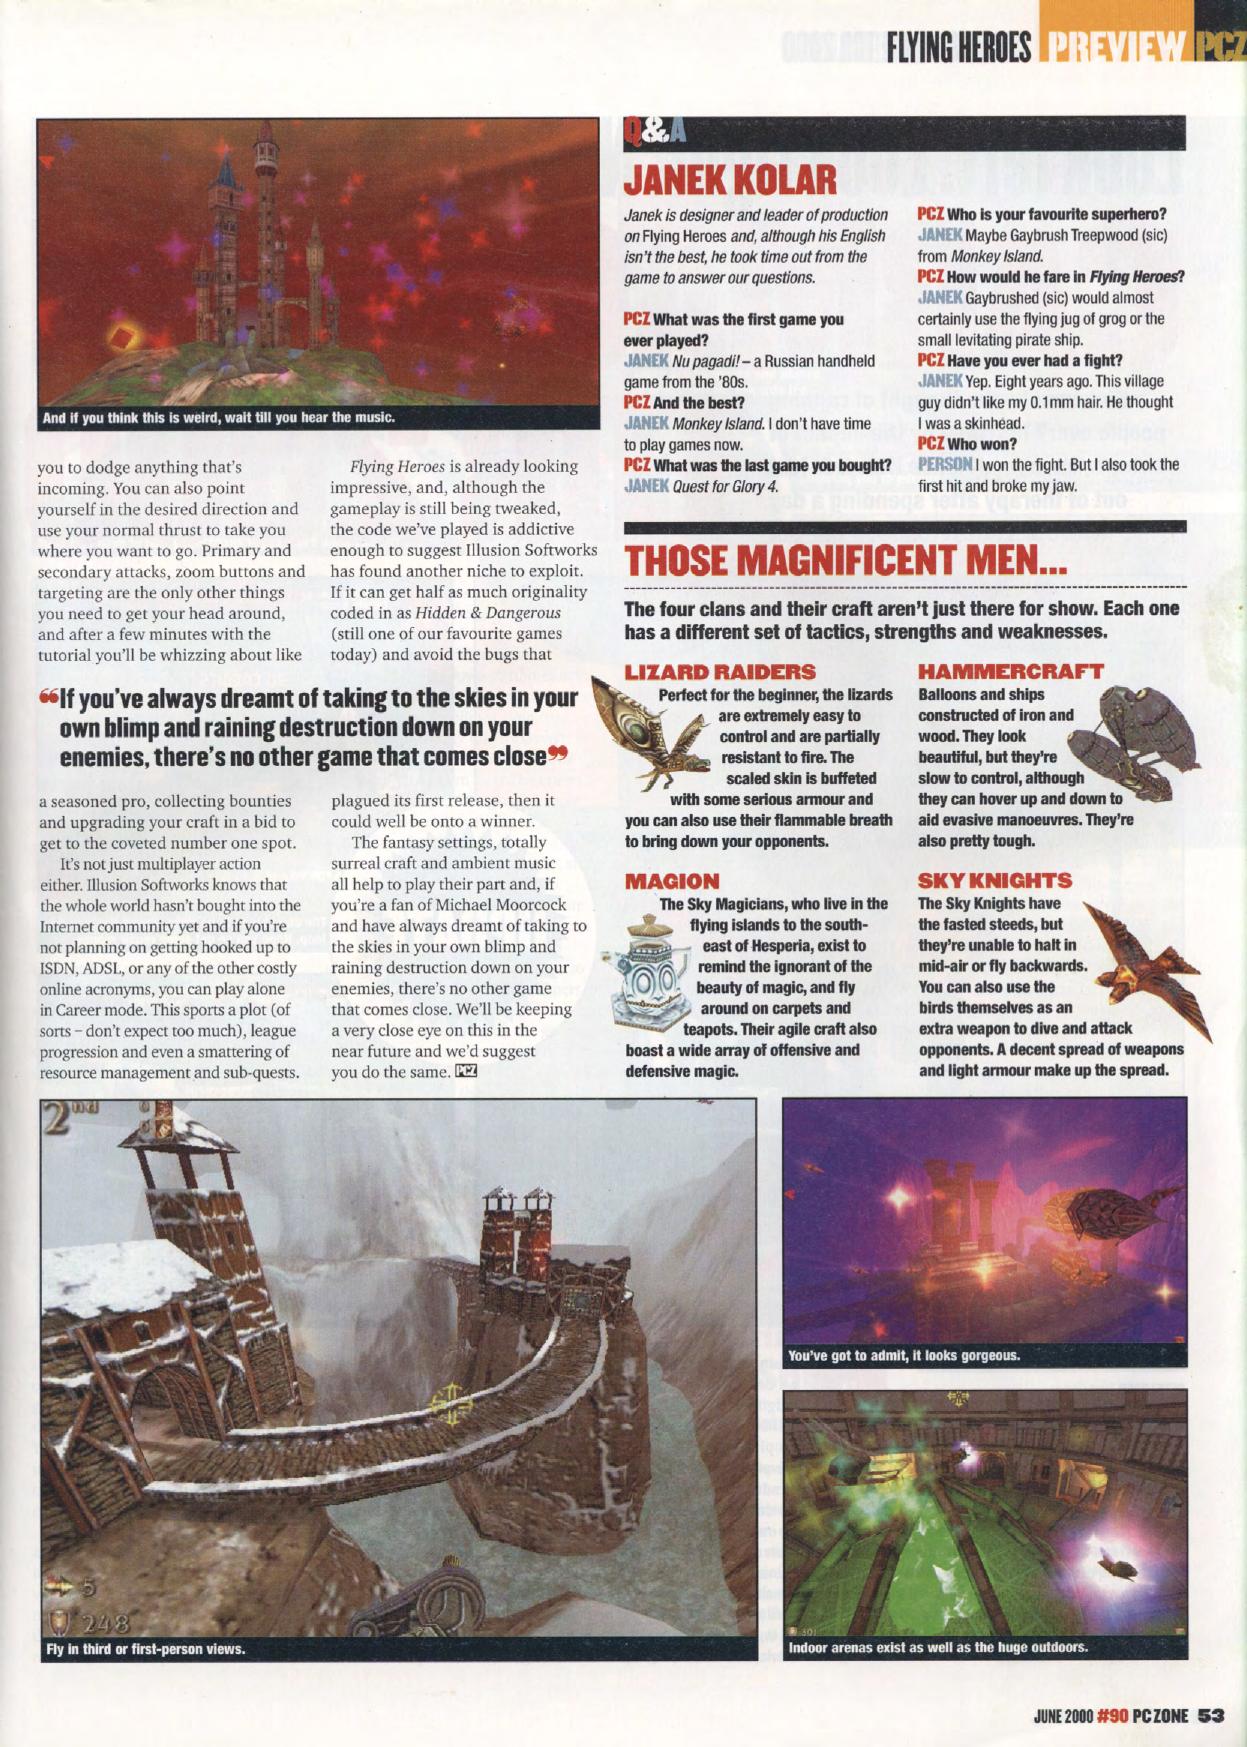 FLYING HEROES PREVIEW PCZ
And if you think this is weird, wait till you hear the music.
you to dodge anything that's
incoming. You can also point
yourself in the desired direction and
use your normal thrust to take you
where you want to go. Primary and
secondary attacks, zoom buttons and
targeting are the only other things
you need to get your head around,
and after a few minutes with the
tutorial you'll be whizzing about like
Flying Heroes is already looking
impressive, and, although the
gameplay is still being tweaked,
the code we've played is addictive
enough to suggest Illusion Softworks
has found another niche to exploit.
If it can get half as much originality
coded in as Hidden & Dangerous
(still one of our favourite games
today) and avoid the bugs that
“If you've always dreamt of taking to the skies in your
own blimp and raining destruction down on your
enemies, there's no other game that comes close”
a seasoned pro, collecting bounties
and upgrading your craft in a bid to
get to the coveted number one spot.
It's not just multiplayer action
either. Illusion Softworks knows that
the whole world hasn't bought into the
Internet community yet and if you're
not planning on getting hooked up to
ISDN, ADSL, or any of the other costly
online acronyms, you can play alone
in Career mode. This sports a plot (of
sorts – don't expect too much), league
progression and even a smattering of
resource management and sub-quests.
plagued its first release, then it
could well be onto a winner.
The fantasy settings, totally
surreal craft and ambient music
all help to play their part and, if
you're a fan of Michael Moorcock
and have always dreamt of taking to
the skies in your own blimp and
raining destruction down on your
enemies, there's no other game
that comes close. We'll be keeping
a very close eye on this in the
near future and we'd suggest
you do the same. PCZ
Q&A
JANEK KOLAR
Janek is designer and leader of production
on Flying Heroes and, although his English
isn't the best, he took time out from the
game to answer our questions.
PCZ What was the first game you
ever played?
JANEK Nu pagadi! – a Russian handheld
game from the '80s.
PCZ And the best?
JANEK Monkey Island. I don't have time
to play games now.
PCZ What was the last game you bought?
JANEK Quest for Glory 4.
PCZ Who is your favourite superhero?
JANEK Maybe Gaybrush Treepwood (sic)
from Monkey Island.
PCZ How would he fare in Flying Heroes?
JANEK Gaybrushed (sic) would almost
certainly use the flying jug of grog or the
small levitating pirate ship.
PCZ Have you ever had a fight?
JANEK Yep. Eight years ago. This village
guy didn't like my 0.1mm hair. He thought
I was a skinhead.
PCZ Who won?
PERSON I won the fight. But I also took the
first hit and broke my jaw.
THOSE MAGNIFICENT MEN...
The four clans and their craft aren't just there for show. Each one
has a different set of tactics, strengths and weaknesses.
LIZARD RAIDERS
Perfect for the beginner, the lizards
are extremely easy to
control and are partially
resistant to fire. The
scaled skin is buffeted
with some serious armour and
you can also use their flammable breath
to bring down your opponents.
HAMMERCRAFT
Balloons and ships
constructed of iron and
wood. They look
beautiful, but they're
slow to control, although
they can hover up and down to
aid evasive manoeuvres. They're
also pretty tough.
MAGION
The Sky Magicians, who live in the
flying islands to the south-
east of Hesperia, exist to
remind the ignorant of the
beauty of magic, and fly
around on carpets and
teapots. Their agile craft also
boast a wide array of offensive and
defensive magic.
SKY KNIGHTS
The Sky Knights have
the fasted steeds, but
they're unable to halt in
mid-air or fly backwards.
You can also use the
birds themselves as an
extra weapon to dive and attack
opponents. A decent spread of weapons
and light armour make up the spread.
2nd
5
248
Fly in third or first-person views.
You've got to admit, it looks gorgeous.
Indoor arenas exist as well as the huge outdoors.
JUNE 2000 #90 PC ZONE 53